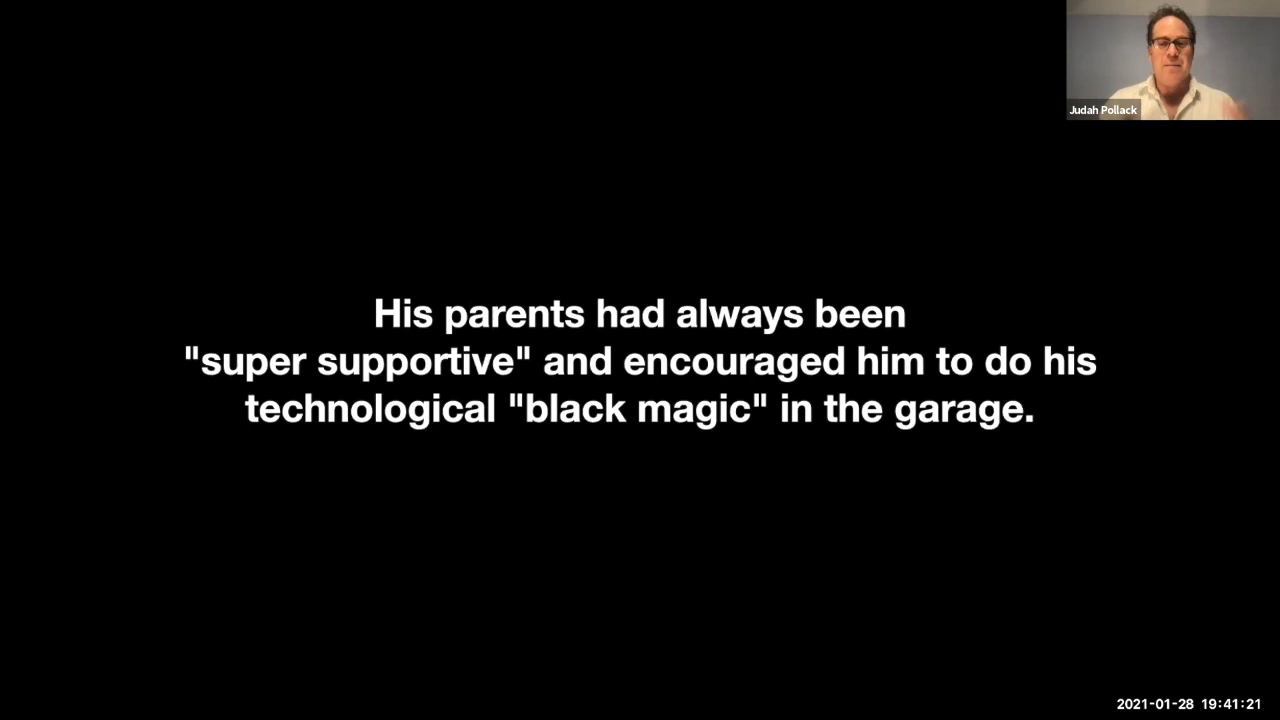 Judah Pollack
His parents had always been
"super supportive" and encouraged him to do his
technological "black magic" in the garage.
2021-01-28 19:41:21